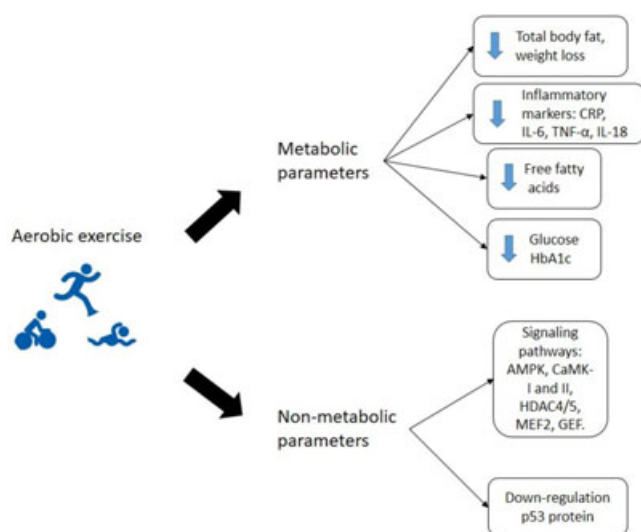 Total body fat,
weight loss
Inflammatory
markers: CRP,
IL-6, TNF-α, IL-18
Metabolic
parameters
Free fatty
acids
Aerobic exercise
Glucose
HbA1c
Signaling
pathways:
AMPK, CaMK-
I and II,
HDAC4/5,
MEF2, GEF.
Non-metabolic
parameters
Down-regulation
p53 protein